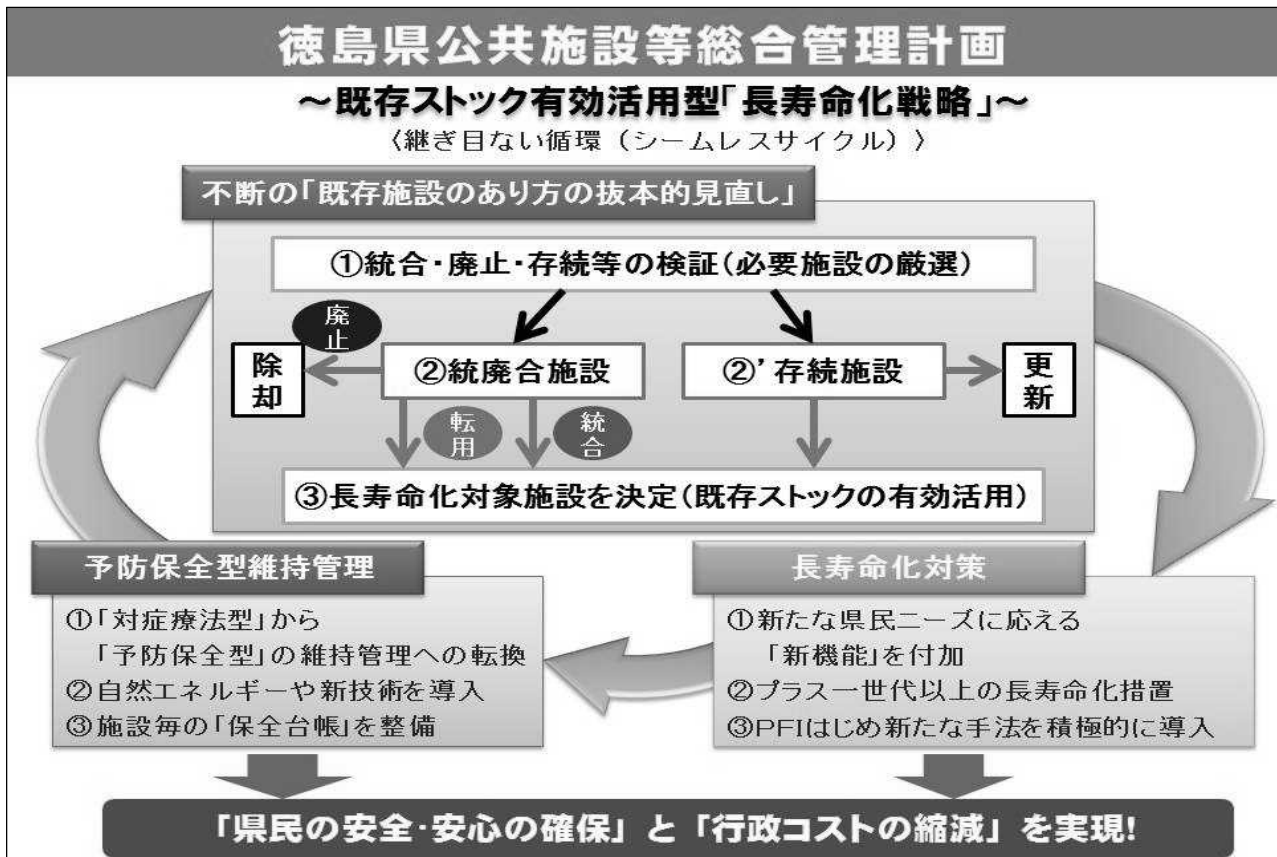 徳島県公共施設等総合管理計画
～既存ストック有効活用型「長寿命化戦略」～
〈継ぎ目ない循環（シームレスサイクル）〉
不断の「既存施設のあり方の抜本的見直し」
①統合・廃止・存続等の検証（必要施設の厳選）
廃止
除却
②統廃合施設
②’存続施設
更新
転用
統合
③長寿命化対象施設を決定（既存ストックの有効活用）
予防保全型維持管理
①「対症療法型」から
「予防保全型」の維持管理への転換
②自然エネルギーや新技術を導入
③施設毎の「保全台帳」を整備
長寿命化対策
①新たな県民ニーズに応える
「新機能」を付加
②プラス一世代以上の長寿命化措置
③PFIはじめ新たな手法を積極的に導入
「県民の安全・安心の確保」と「行政コストの縮減」を実現！